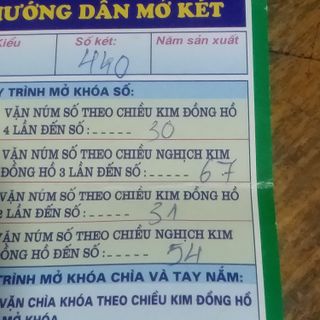 HƯỚNG DẪN MỞ KÉT
Kiểu Số két: Năm sản xuất
440
Y TRÌNH MỞ KHÓA SỐ:
VẶN NÚM SỐ THEO CHIỀU KIM ĐỒNG HỒ
4 LẦN ĐẾN SỐ:..... 30
VẶN NÚM SỐ THEO CHIỀU NGHỊCH KIM
ĐỒNG HỒ 3 LẦN ĐẾN SỐ:..... 67
VẶN NÚM SỐ THEO CHIỀU KIM ĐỒNG HỒ
2 LẦN ĐẾN SỐ :..... 31
VẶN NÚM SỐ THEO CHIỀU NGHỊCH KIM
ĐỒNG HỒ ĐẾN SỐ:..... 54
TRÌNH MỞ KHÓA CHÌA VÀ TAY NẮM:
VẶN CHÌA KHÓA THEO CHIỀU KIM ĐỒNG HỒ
MỞ KHÓA